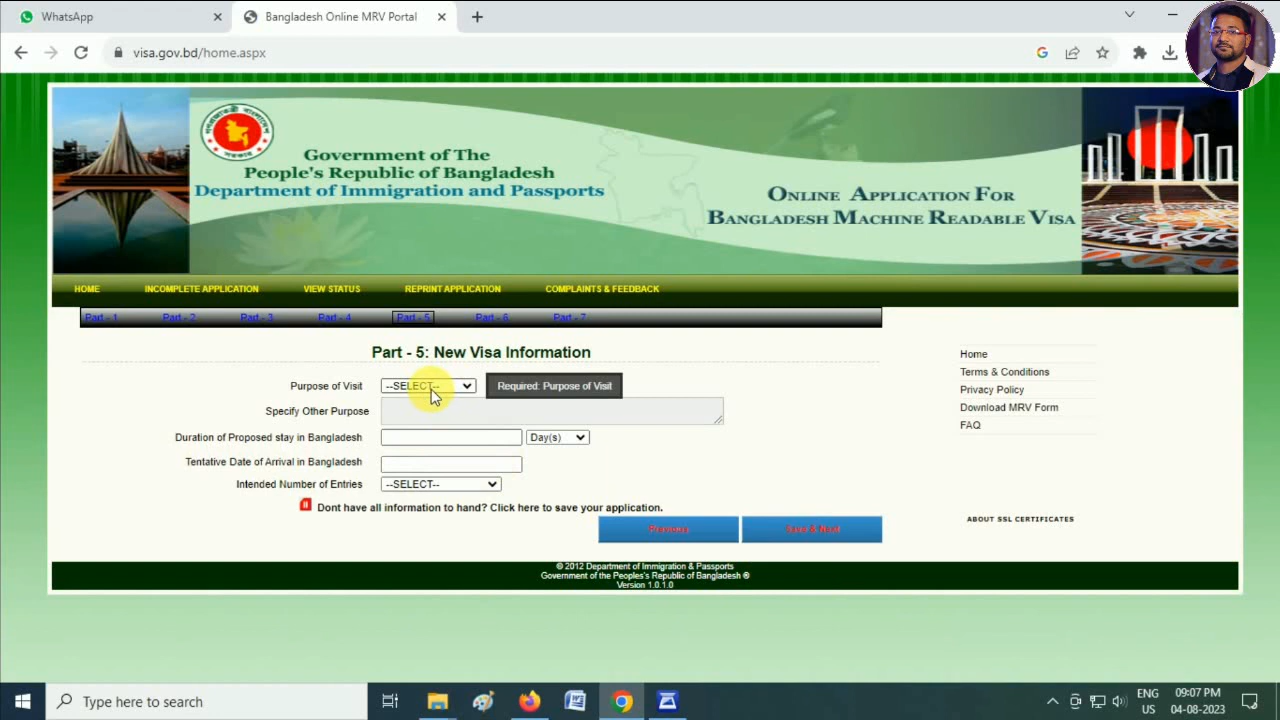 WhatsApp
Bangladesh Online MRV Portal
visa.gov.bd/home.aspx
Government of The
People's Republic of Bangladesh
Department of Immigration and Passports
Online Application For
Bangladesh Machine Readable Visa
HOME
INCOMPLETE APPLICATION
VIEW STATUS
REPRINT APPLICATION
COMPLAINTS & FEEDBACK
Part - 1
Part - 2
Part - 3
Part - 4
Part - 5
Part - 6
Part - 7
Part - 5: New Visa Information
Purpose of Visit
--SELECT--
Required: Purpose of Visit
Specify Other Purpose
Duration of Proposed stay in Bangladesh
Day(s)
Tentative Date of Arrival in Bangladesh
Intended Number of Entries
--SELECT--
Dont have all information to hand? Click here to save your application.
Previous
Save & Next
Home
Terms & Conditions
Privacy Policy
Download MRV Form
FAQ
ABOUT SSL CERTIFICATES
© 2012 Department of Immigration & Passports
Government of the Peoples's Republic of Bangladesh ®
Version 1.0.1.0
Type here to search
ENG
US
09:07 PM
04-08-2023